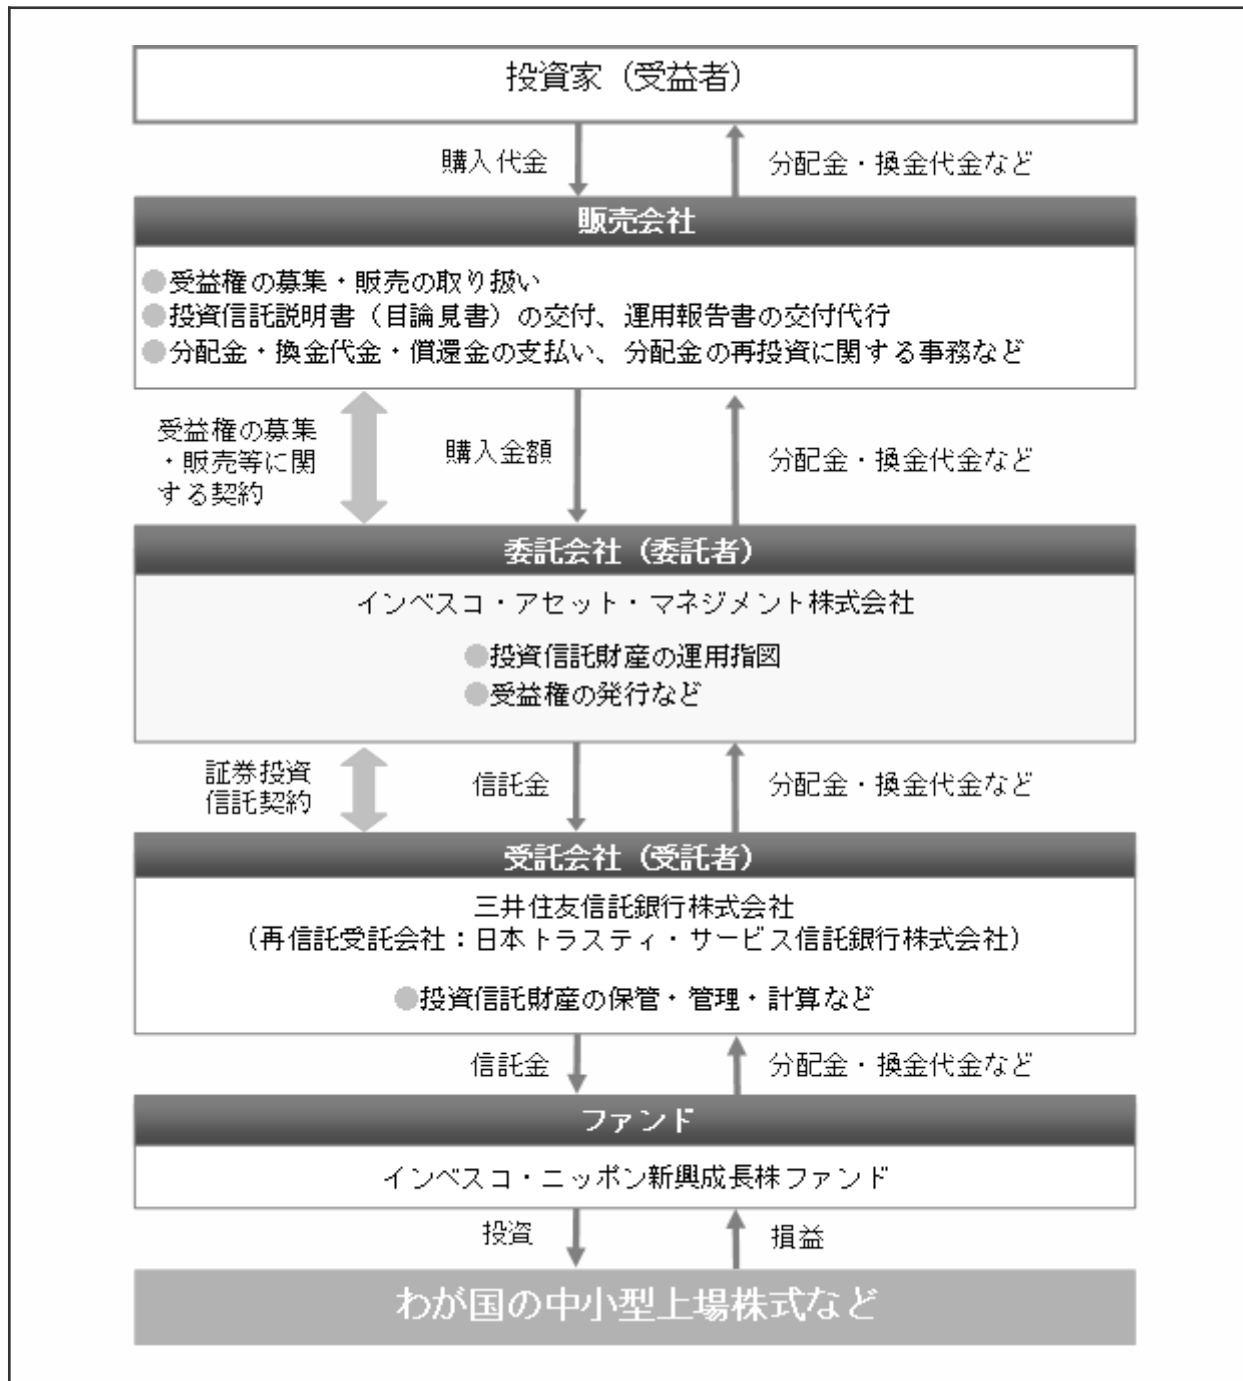 投資家（受益者）
購入代金
分配金・換金代金など
販売会社
●受益権の募集・販売の取り扱い
●投資信託説明書（目論見書）の交付、運用報告書の交付代行
●分配金・換金代金・償還金の支払い、分配金の再投資に関する事務など
受益権の募集
・販売等に関
する契約
購入金額
分配金・換金代金など
委託会社（委託者）
インベスコ・アセット・マネジメント株式会社
●投資信託財産の運用指図
●受益権の発行など
証券投資
信託契約
信託金
分配金・換金代金など
受託会社（受託者）
三井住友信託銀行株式会社
（再信託受託会社：日本トラスティ・サービス信託銀行株式会社）
●投資信託財産の保管・管理・計算など
信託金
分配金・換金代金など
ファンド
インベスコ・ニッポン新興成長株ファンド
投資
損益
わが国の中小型上場株式など